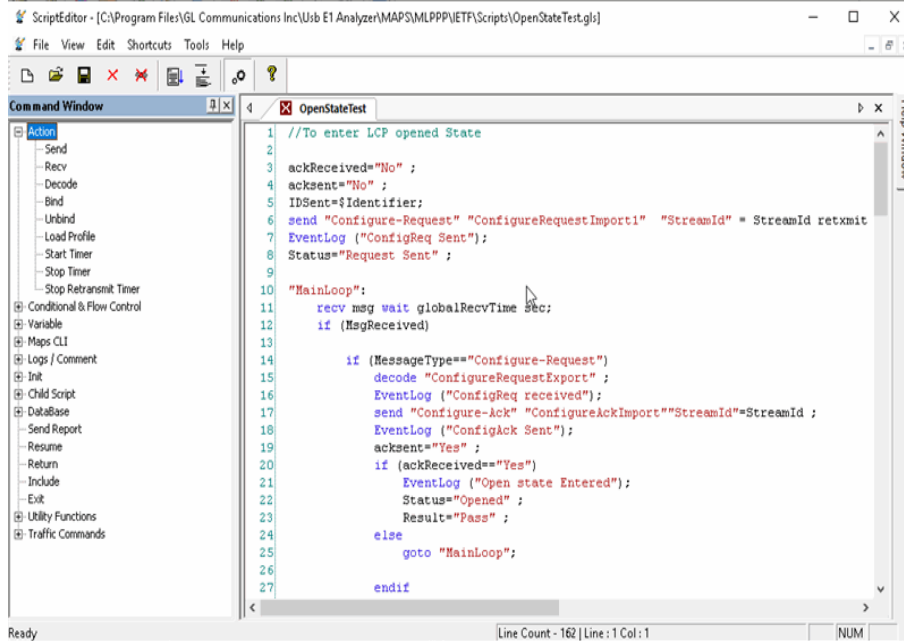 ScriptEditor - [C:\Program Files\GL Communications Inc\Usb E1 Analyzer\MAPS\MLPPP\IETF\Scripts\OpenStateTest.gls]
File View Edit Shortcuts Tools Help
Command Window
Action
Send
Recv
Decode
Bind
Unbind
Load Profile
Start Timer
Stop Timer
Stop Retransmit Timer
Conditional & Flow Control
Variable
Maps CLI
Logs / Comment
Init
Child Script
DataBase
Send Report
Resume
Return
Include
Exit
Utility Functions
Traffic Commands
OpenStateTest
1 //To enter LCP opened State
2
3 ackReceived="No" ;
4 acksent="No" ;
5 IDSent=$Identifier;
6 send "Configure-Request" "ConfigureRequestImport1" "StreamId" = StreamId retxmit
7 EventLog ("ConfigReq Sent");
8 Status="Request Sent" ;
9
10 "MainLoop":
11 recv msg wait globalRecvTime sec;
12 if (MsgReceived)
13
14 if (MessageType=="Configure-Request")
15 decode "ConfigureRequestExport" ;
16 EventLog ("ConfigReq received");
17 send "Configure-Ack" "ConfigureAckImport""StreamId"=StreamId ;
18 EventLog ("ConfigAck Sent");
19 acksent="Yes" ;
20 if (ackReceived=="Yes")
21 EventLog ("Open state Entered");
22 Status="Opened" ;
23 Result="Pass" ;
24 else
25 goto "MainLoop";
26
27 endif
Ready
Line Count - 162 | Line : 1 Col : 1
NUM